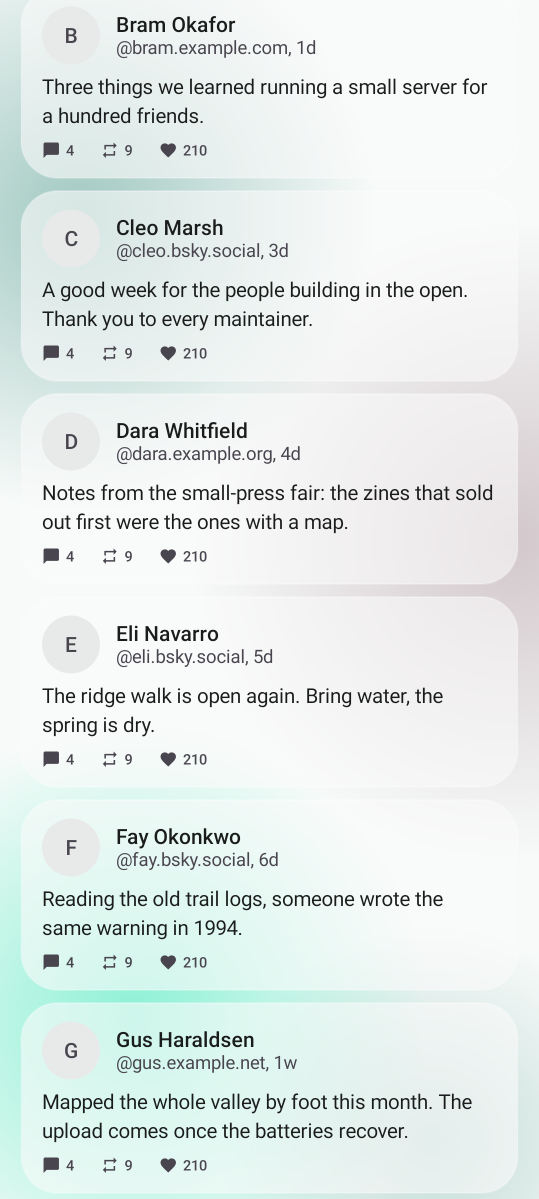 B
Bram Okafor
@bram.example.com, 1d
Three things we learned running a small server for
a hundred friends.
4 9 210
C
Cleo Marsh
@cleo.bsky.social, 3d
A good week for the people building in the open.
Thank you to every maintainer.
4 9 210
D
Dara Whitfield
@dara.example.org, 4d
Notes from the small-press fair: the zines that sold
out first were the ones with a map.
4 9 210
E
Eli Navarro
@eli.bsky.social, 5d
The ridge walk is open again. Bring water, the
spring is dry.
4 9 210
F
Fay Okonkwo
@fay.bsky.social, 6d
Reading the old trail logs, someone wrote the
same warning in 1994.
4 9 210
G
Gus Haraldsen
@gus.example.net, 1w
Mapped the whole valley by foot this month. The
upload comes once the batteries recover.
4 9 210